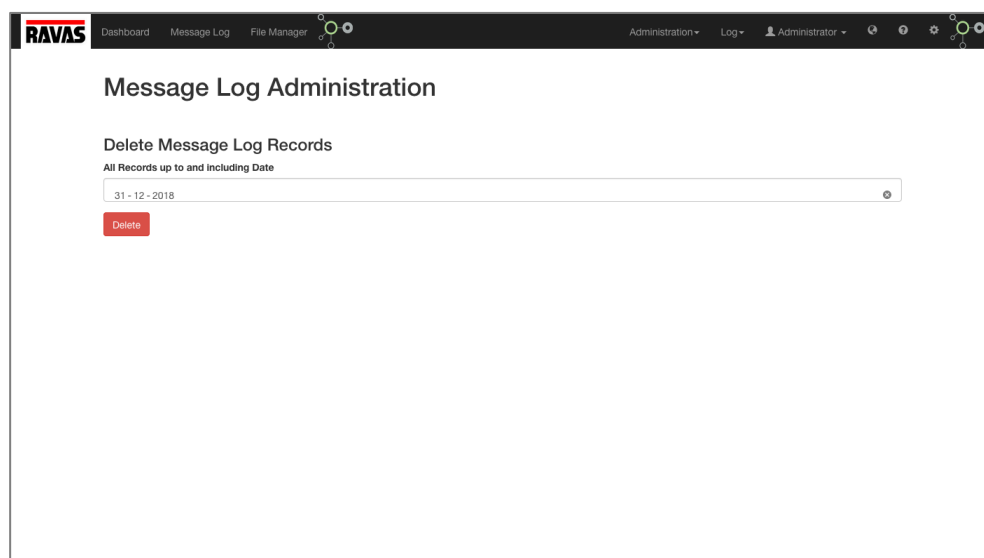 RAVAS Dashboard Message Log File Manager Administration Log Administrator
Message Log Administration
Delete Message Log Records
All Records up to and including Date
31 - 12 - 2018
Delete